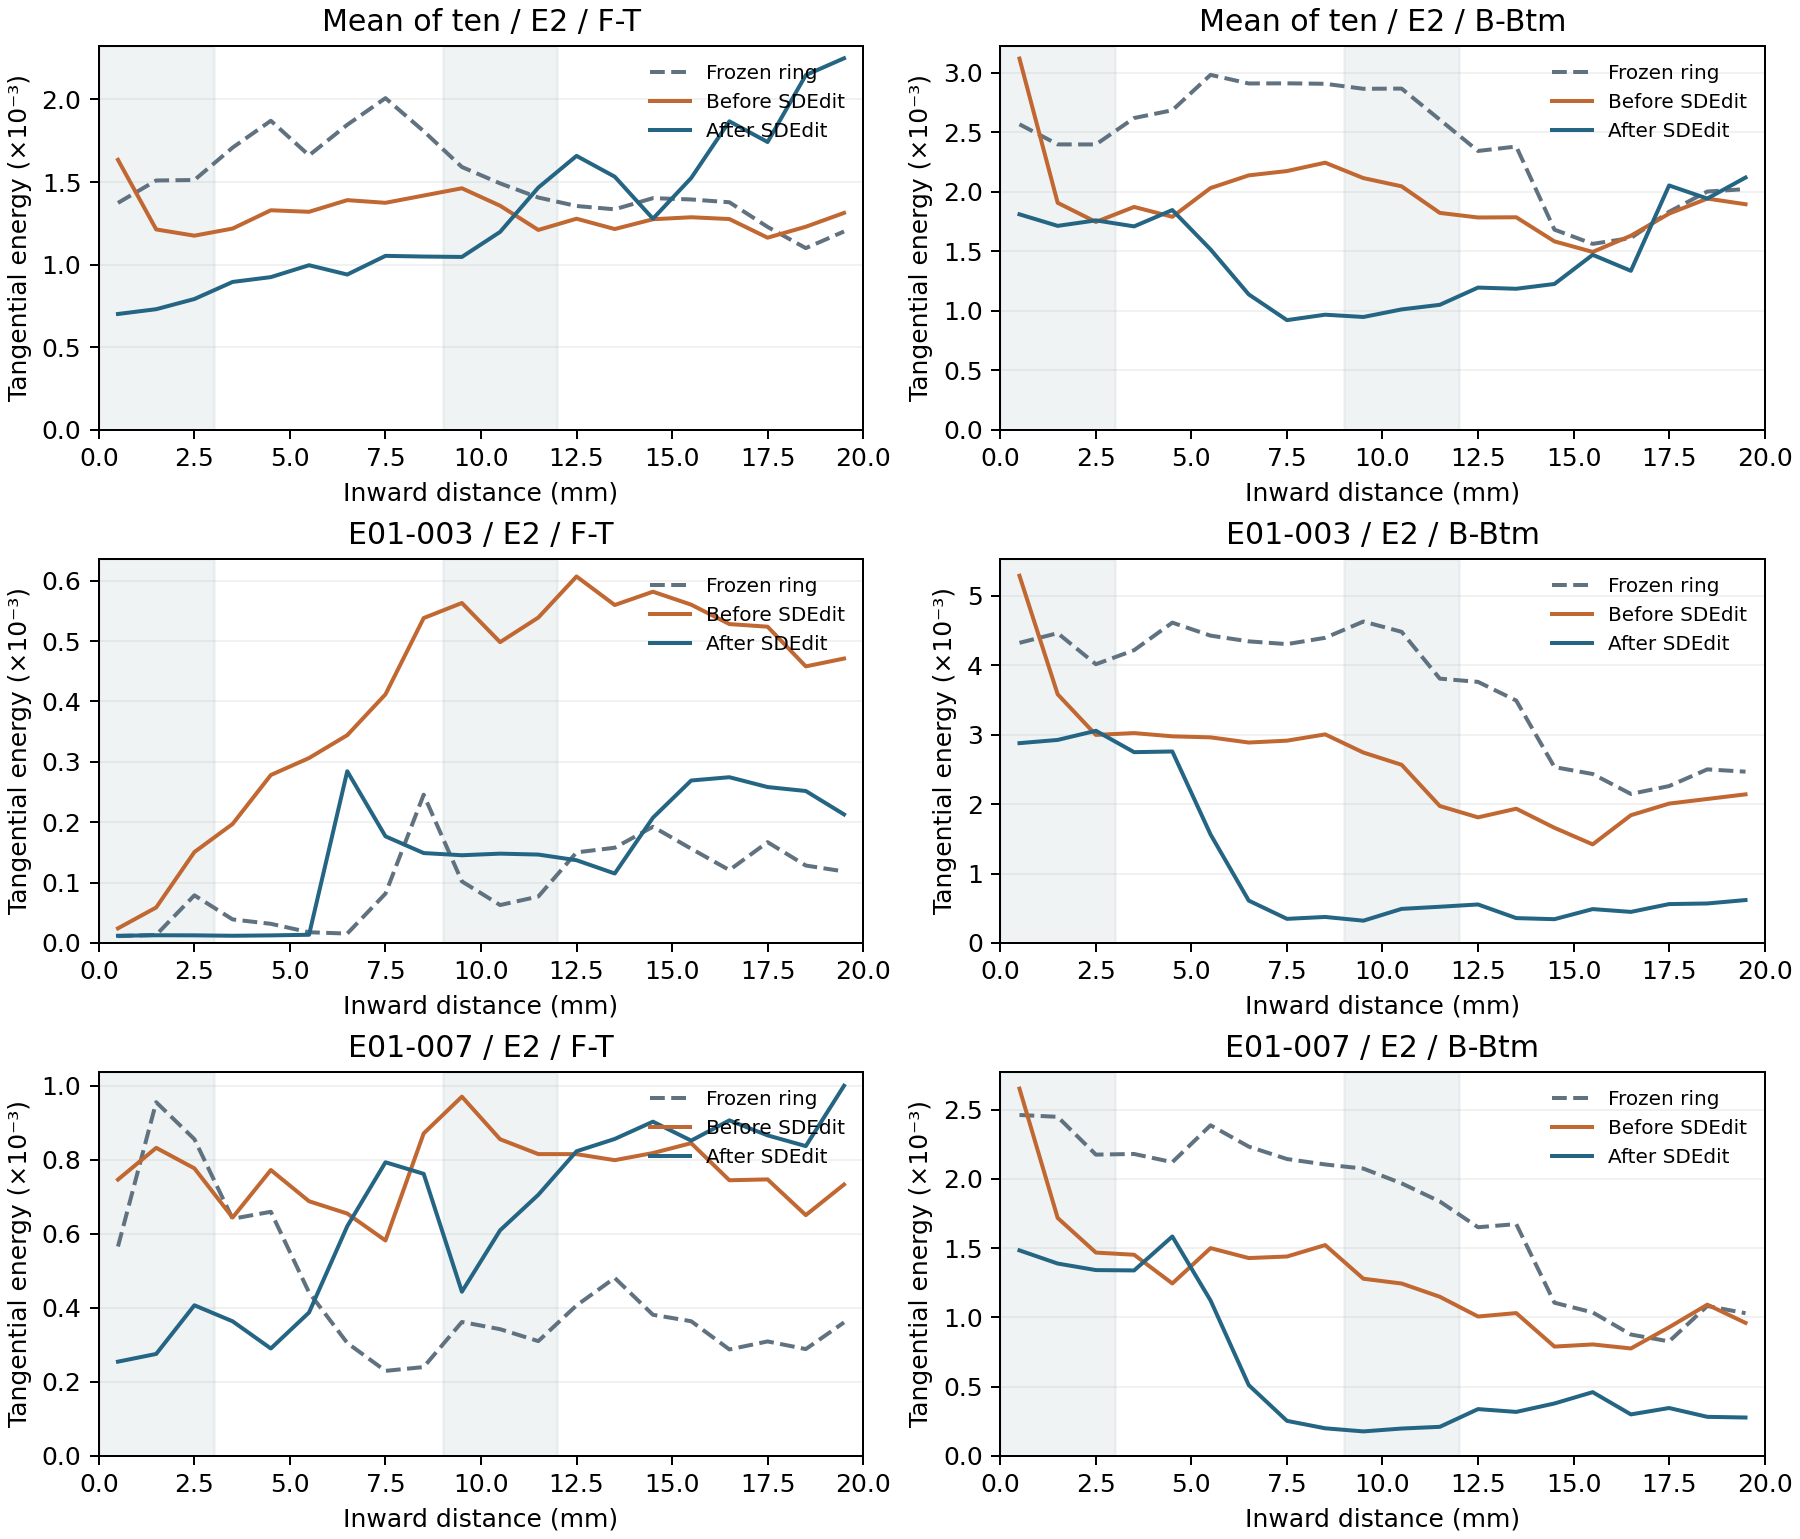 Mean of ten / E2 / F-T
Tangential energy (×10⁻³)
2.0
1.5
1.0
0.5
0.0
Frozen ring
Before SDEdit
After SDEdit
0.0 2.5 5.0 7.5 10.0 12.5 15.0 17.5 20.0
Inward distance (mm)
Mean of ten / E2 / B-Btm
Tangential energy (×10⁻³)
3.0
2.5
2.0
1.5
1.0
0.5
0.0
Frozen ring
Before SDEdit
After SDEdit
0.0 2.5 5.0 7.5 10.0 12.5 15.0 17.5 20.0
Inward distance (mm)
E01-003 / E2 / F-T
Tangential energy (×10⁻³)
0.6
0.5
0.4
0.3
0.2
0.1
0.0
Frozen ring
Before SDEdit
After SDEdit
0.0 2.5 5.0 7.5 10.0 12.5 15.0 17.5 20.0
Inward distance (mm)
E01-003 / E2 / B-Btm
Tangential energy (×10⁻³)
5
4
3
2
1
0
Frozen ring
Before SDEdit
After SDEdit
0.0 2.5 5.0 7.5 10.0 12.5 15.0 17.5 20.0
Inward distance (mm)
E01-007 / E2 / F-T
Tangential energy (×10⁻³)
1.0
0.8
0.6
0.4
0.2
0.0
Frozen ring
Before SDEdit
After SDEdit
0.0 2.5 5.0 7.5 10.0 12.5 15.0 17.5 20.0
Inward distance (mm)
E01-007 / E2 / B-Btm
Tangential energy (×10⁻³)
2.5
2.0
1.5
1.0
0.5
0.0
Frozen ring
Before SDEdit
After SDEdit
0.0 2.5 5.0 7.5 10.0 12.5 15.0 17.5 20.0
Inward distance (mm)